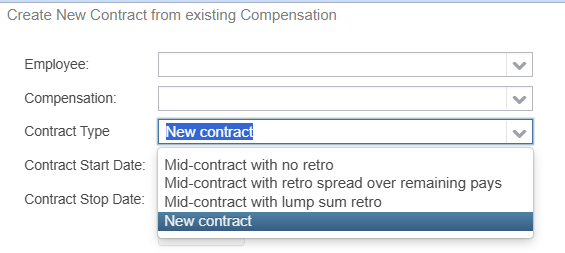 Create New Contract from existing Compensation
Employee:
Compensation:
Contract Type
New contract
Contract Start Date:
Mid-contract with no retro
Mid-contract with retro spread over remaining pays
Contract Stop Date:
Mid-contract with lump sum retro
New contract